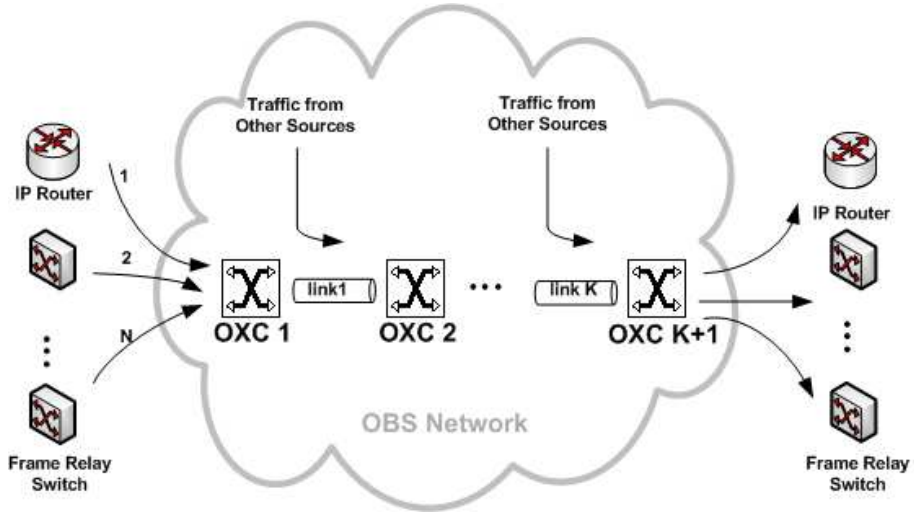 Traffic from
Other Sources
Traffic from
Other Sources
1
IP Router
IP Router
2
link1
link K
N
OXC 1
OXC 2
OXC K+1
OBS Network
Frame Relay
Switch
Frame Relay
Switch